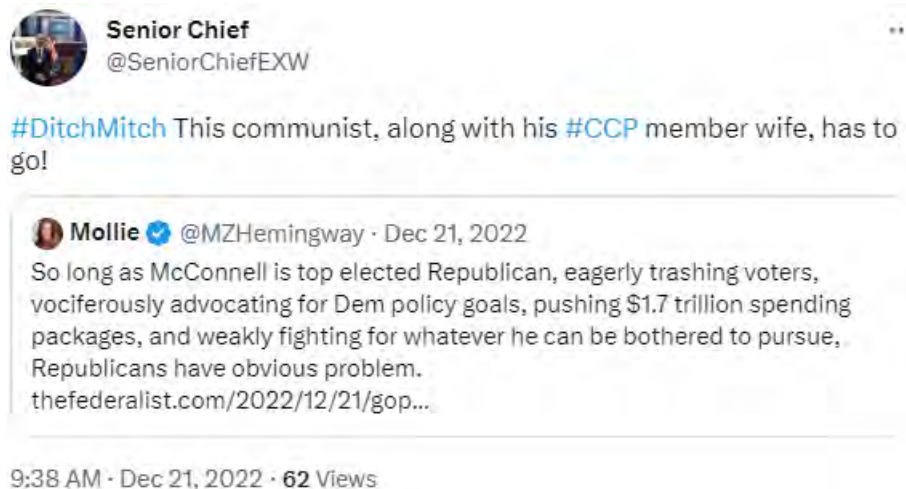 Senior Chief
@SeniorChiefEXW
#DitchMitch This communist, along with his #CCP member wife, has to
go!
Mollie @MZHemingway · Dec 21, 2022
So long as McConnell is top elected Republican, eagerly trashing voters,
vociferously advocating for Dem policy goals, pushing $1.7 trillion spending
packages, and weakly fighting for whatever he can be bothered to pursue,
Republicans have obvious problem.
thefederalist.com/2022/12/21/gop...
9:38 AM · Dec 21, 2022 · 62 Views